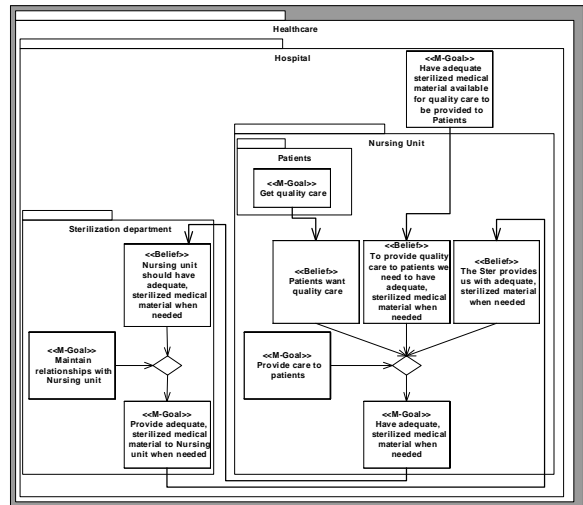 Healthcare
Hospital
<<M-Goal>>
Have adequate
sterilized medical
material available
for quality care to
be provided to
Patients
Nursing Unit
Patients
<<M-Goal>>
Get quality care
Sterilization department
<<Belief>>
Nursing unit
should have
adequate,
sterilized medical
material when
needed
<<Belief>>
Patients want
quality care
<<Belief>>
To provide quality
care to patients we
need to have
adequate,
sterilized medical
material when
needed
<<Belief>>
The Ster provides
us with adequate,
sterilized material
when needed
<<M-Goal>>
Maintain
relationships with
Nursing unit
<<M-Goal>>
Provide care to
patients
<<M-Goal>>
Provide adequate,
sterilized medical
material to Nursing
unit when needed
<<M-Goal>>
Have adequate,
sterilized medical
material when
needed